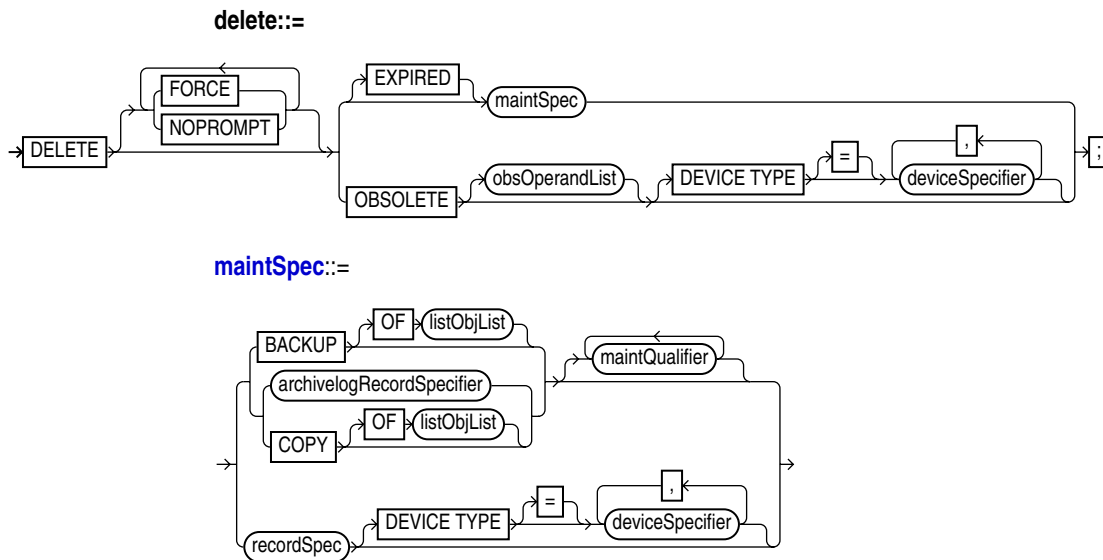 delete::=
FORCE
NOPROMPT
EXPIRED
maintSpec
DELETE
;
OBSOLETE
obsOperandList
DEVICE TYPE
=
,
deviceSpecifier
maintSpec::=
BACKUP
OF
listObjList
archivelogRecordSpecifier
COPY
OF
listObjList
maintQualifier
recordSpec
DEVICE TYPE
=
,
deviceSpecifier